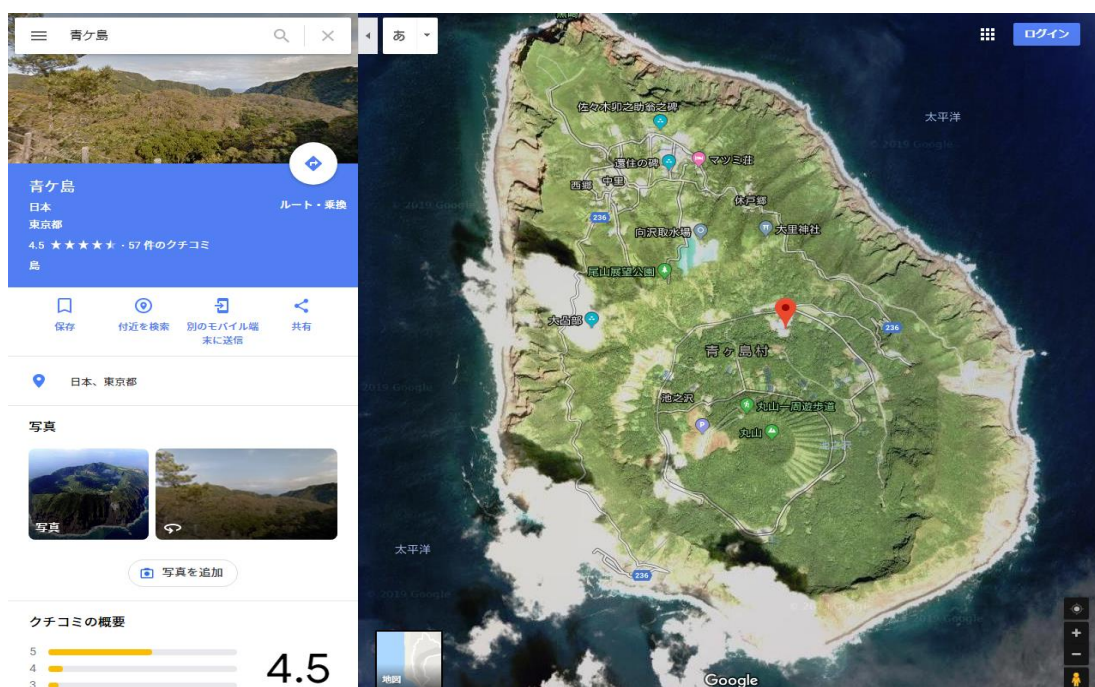 青ケ島
あ
ログイン
青ケ島
日本
東京都
4.5 ★★★★★・57 件のクチコミ
島
ルート・乗換
保存
付近を検索
別のモバイル端
末に送信
共有
日本、東京都
写真
写真
写真を追加
クチコミの概要
5
4
3
4.5
佐々木卯之助翁之碑
太平洋
© 2019 Google
還住の碑
マツミ荘
西郷
中里
休戸郷
236
向沢取水場
大里神社
尾山展望公園
大凸部
236
青ヶ島村
池之沢
丸山一周遊歩道
P
丸山
太平洋
236
地図
Google